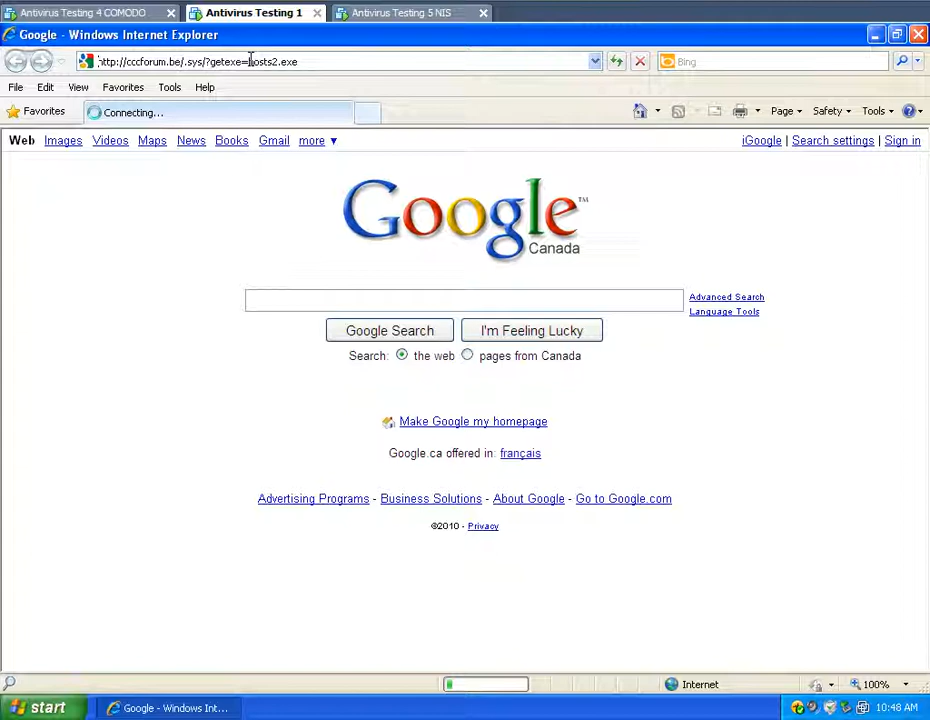 Antivirus Testing 4 COMODO Antivirus Testing 1 Antivirus Testing 5 NIS
Google - Windows Internet Explorer
http://cccforum.be/.sys/?getexe=hosts2.exe Bing
File Edit View Favorites Tools Help
Favorites Connecting... Page Safety Tools
Web Images Videos Maps News Books Gmail more ▼ iGoogle | Search settings | Sign in
Google™
Canada
Advanced Search
Language Tools
Google Search I'm Feeling Lucky
Search: the web pages from Canada
Make Google my homepage
Google.ca offered in: français
Advertising Programs - Business Solutions - About Google - Go to Google.com
©2010 - Privacy
Internet 100%
start Google - Windows Int... 10:48 AM